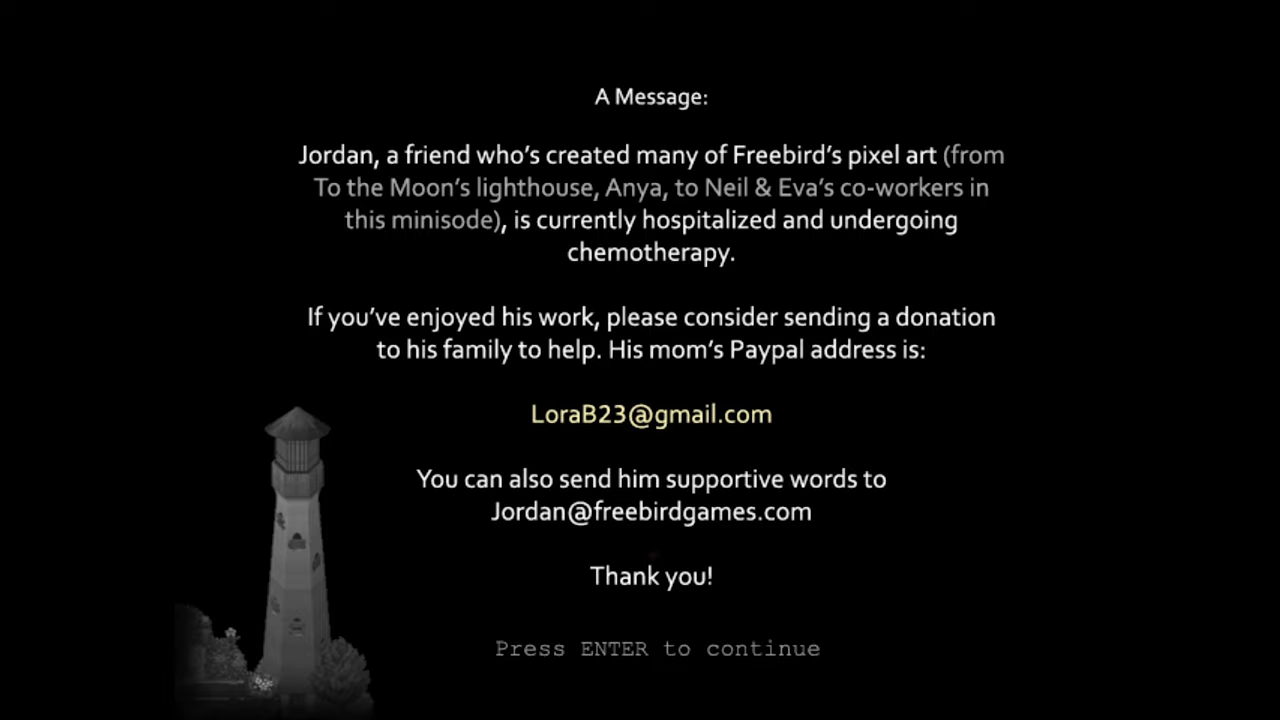 A Message:
Jordan, a friend who's created many of Freebird's pixel art (from
To the Moon's lighthouse, Anya, to Neil & Eva's co-workers in
this minisode), is currently hospitalized and undergoing
chemotherapy.
If you've enjoyed his work, please consider sending a donation
to his family to help. His mom's Paypal address is:
LoraB23@gmail.com
You can also send him supportive words to
Jordan@freebirdgames.com
Thank you!
Press ENTER to continue